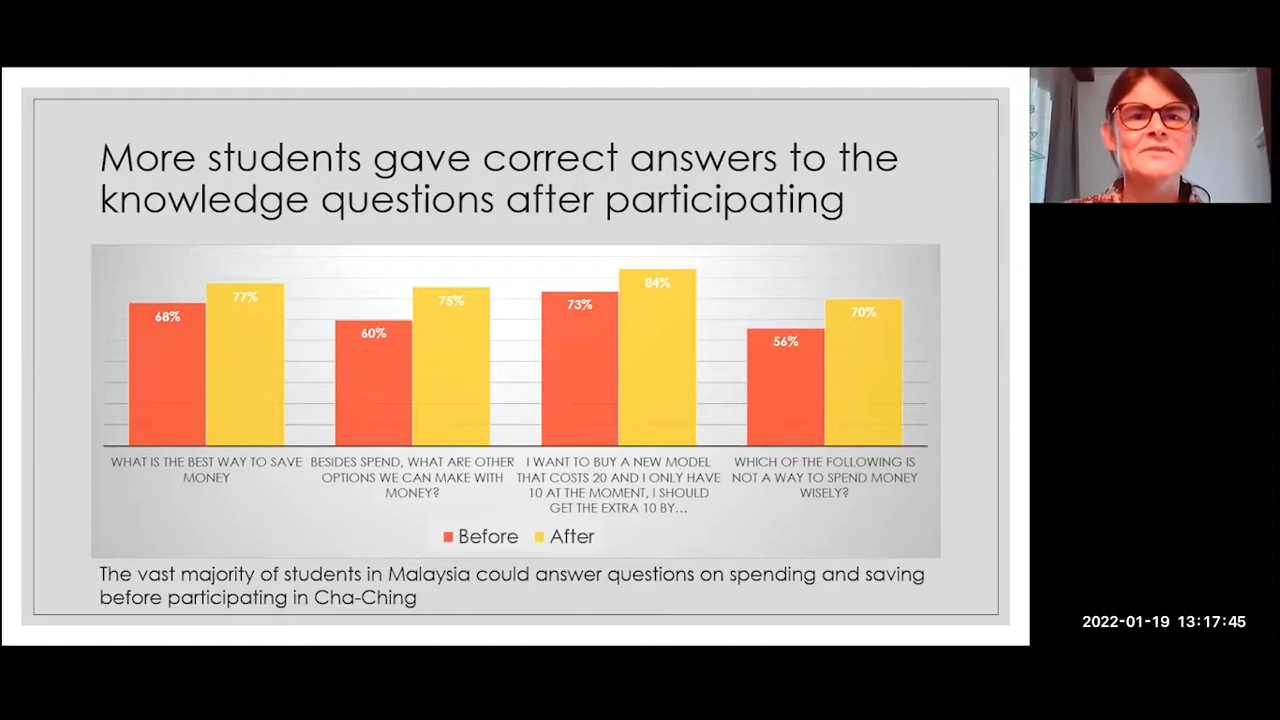 More students gave correct answers to the
knowledge questions after participating
68%
77%
60%
75%
73%
84%
56%
70%
WHAT IS THE BEST WAY TO SAVE
MONEY
BESIDES SPEND, WHAT ARE OTHER
OPTIONS WE CAN MAKE WITH
MONEY?
I WANT TO BUY A NEW MODEL
THAT COSTS 20 AND I ONLY HAVE
10 AT THE MOMENT, I SHOULD
GET THE EXTRA 10 BY...
WHICH OF THE FOLLOWING IS
NOT A WAY TO SPEND MONEY
WISELY?
Before After
The vast majority of students in Malaysia could answer questions on spending and saving
before participating in Cha-Ching
2022-01-19 13:17:45